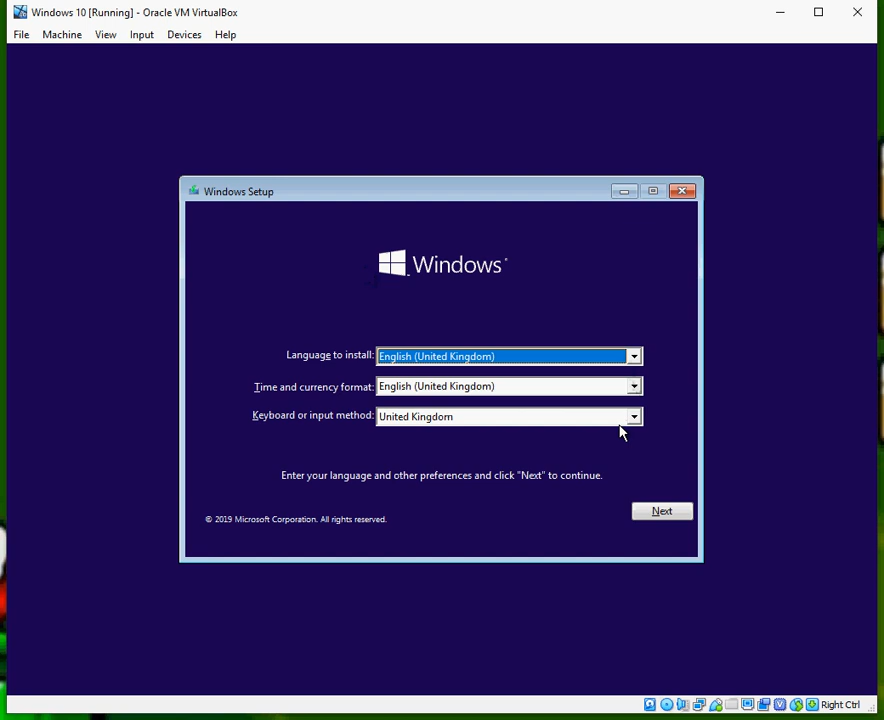 Windows 10 [Running] - Oracle VM VirtualBox
File Machine View Input Devices Help
Windows Setup
Windows
Language to install: English (United Kingdom)
Time and currency format: English (United Kingdom)
Keyboard or input method: United Kingdom
Enter your language and other preferences and click "Next" to continue.
Next
© 2019 Microsoft Corporation. All rights reserved.
Right Ctrl